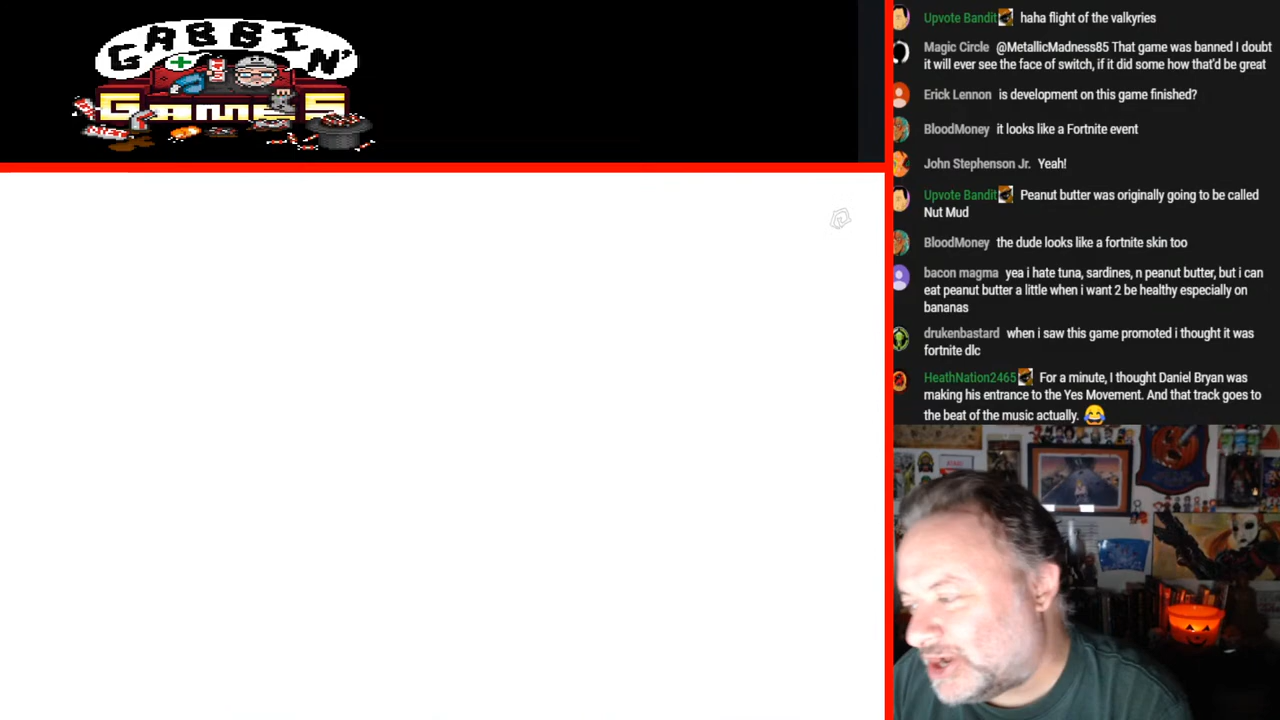 GABBIN'
GAMES
DIET
Upvote Bandit haha flight of the valkyries
Magic Circle @MetallicMadness85 That game was banned I doubt
it will ever see the face of switch, if it did some how that'd be great
Erick Lennon is development on this game finished?
BloodMoney it looks like a Fortnite event
John Stephenson Jr. Yeah!
Upvote Bandit Peanut butter was originally going to be called
Nut Mud
BloodMoney the dude looks like a fortnite skin too
bacon magma yea i hate tuna, sardines, n peanut butter, but i can
eat peanut butter a little when i want 2 be healthy especially on
bananas
drukenbastard when i saw this game promoted i thought it was
fortnite dlc
HeathNation2465 For a minute, I thought Daniel Bryan was
making his entrance to the Yes Movement. And that track goes to
the beat of the music actually. 😂